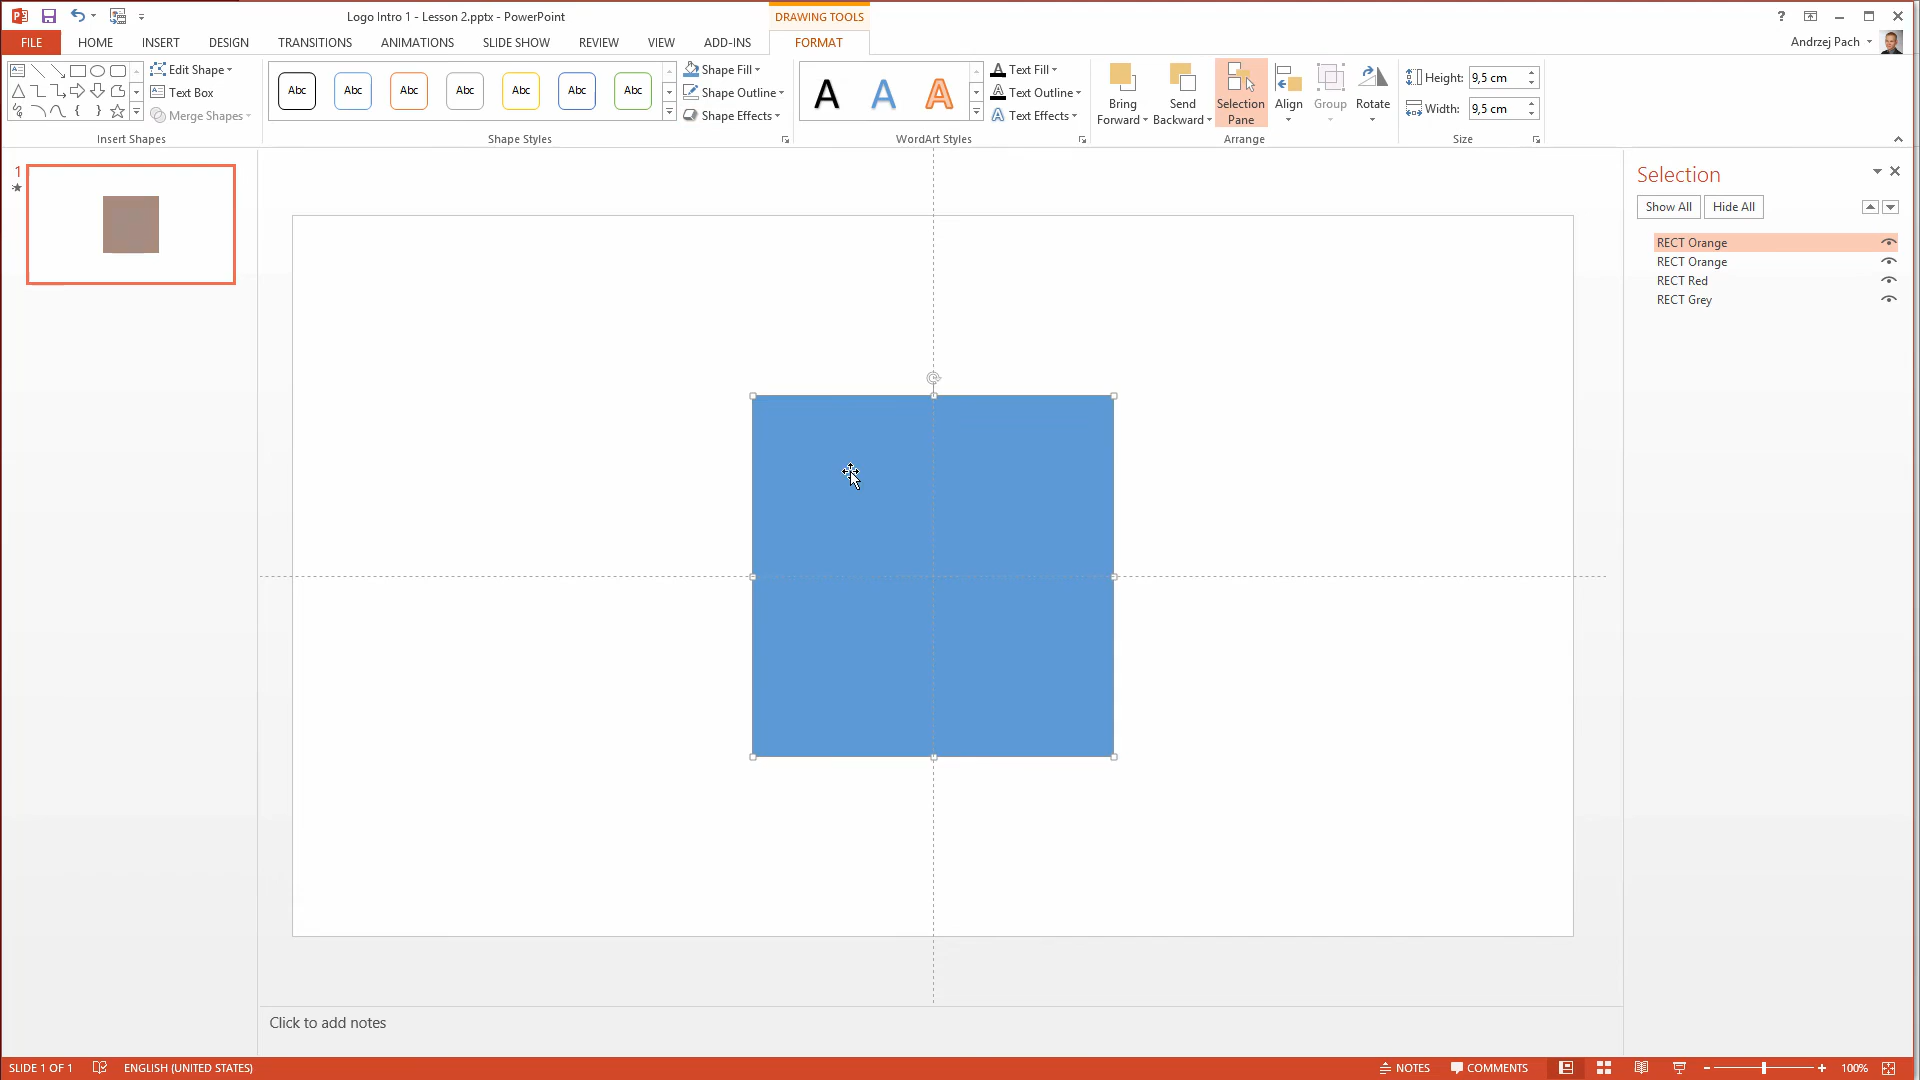 Logo Intro 1 - Lesson 2.pptx - PowerPoint
DRAWING TOOLS
FILE HOME INSERT DESIGN TRANSITIONS ANIMATIONS SLIDE SHOW REVIEW VIEW ADD-INS FORMAT
Andrzej Pach
Edit Shape
Text Box
Merge Shapes
Insert Shapes
Abc Abc Abc Abc Abc Abc Abc
Shape Fill
Shape Outline
Shape Effects
Shape Styles
A A A
Text Fill
Text Outline
Text Effects
WordArt Styles
Bring Forward
Send Backward
Selection Pane
Align
Group
Rotate
Arrange
Height: 9,5 cm
Width: 9,5 cm
Size
1
Selection
Show All Hide All
RECT Orange
RECT Orange
RECT Red
RECT Grey
Click to add notes
SLIDE 1 OF 1 ENGLISH (UNITED STATES) NOTES COMMENTS 100%